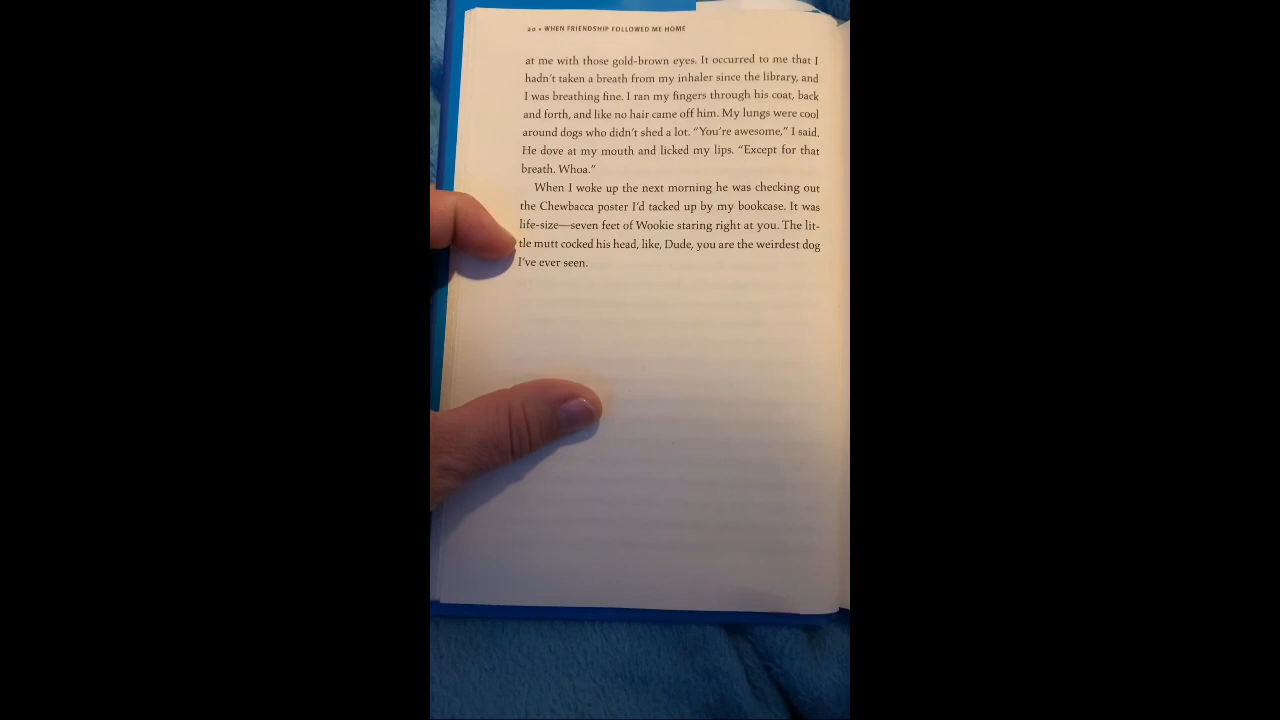 20 • WHEN FRIENDSHIP FOLLOWED ME HOME
at me with those gold-brown eyes. It occurred to me that I
hadn't taken a breath from my inhaler since the library, and
I was breathing fine. I ran my fingers through his coat, back
and forth, and like no hair came off him. My lungs were cool
around dogs who didn't shed a lot. “You're awesome,” I said.
He dove at my mouth and licked my lips. “Except for that
breath. Whoa.”
When I woke up the next morning he was checking out
the Chewbacca poster I'd tacked up by my bookcase. It was
life-size—seven feet of Wookie staring right at you. The lit-
tle mutt cocked his head, like, Dude, you are the weirdest dog
I've ever seen.